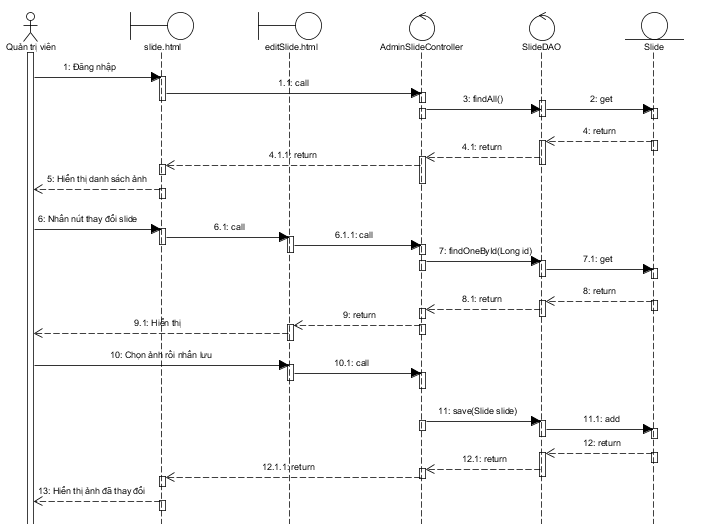 Quản trị viên
slide.html
editSlide.html
AdminSlideController
SlideDAO
Slide
1: Đăng nhập
1.1: call
3: findAll()
2: get
4: return
4.1: return
4.1.1: return
5: Hiển thị danh sách ảnh
6: Nhấn nút thay đổi slide
6.1: call
6.1.1: call
7: findOneById(Long id)
7.1: get
8: return
8.1: return
9: return
9.1: Hiển thị
10: Chọn ảnh rồi nhấn lưu
10.1: call
11: save(Slide slide)
11.1: add
12: return
12.1: return
12.1.1: return
13: Hiển thị ảnh đã thay đổi